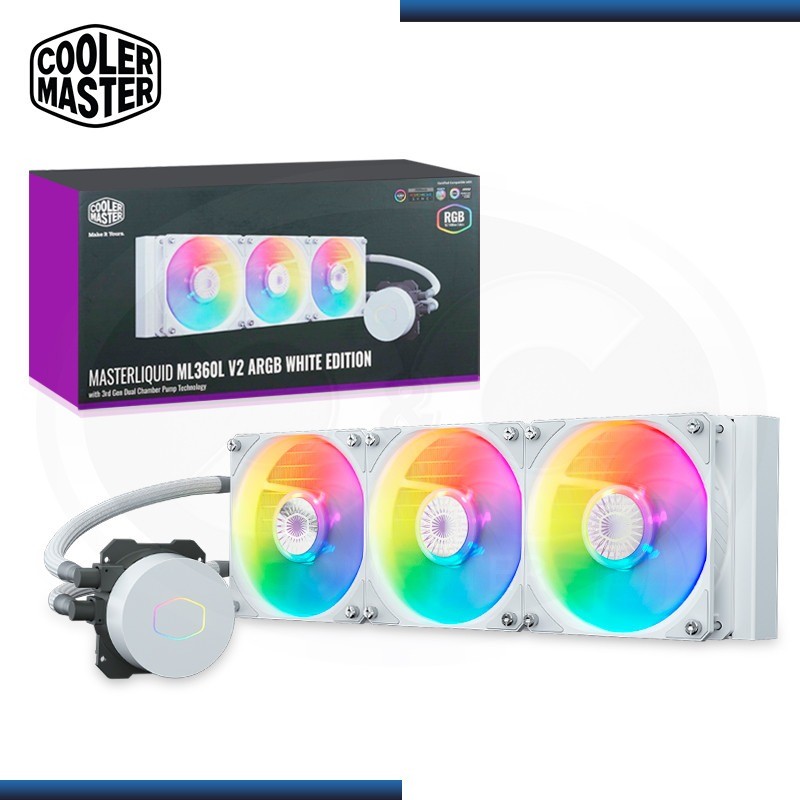 COOLER
MASTER
COOLER
MASTER
Make It Yours.
RGB
MASTERLIQUID ML360L V2 ARGB WHITE EDITION
with 3rd Gen Dual Chamber Pump Technology